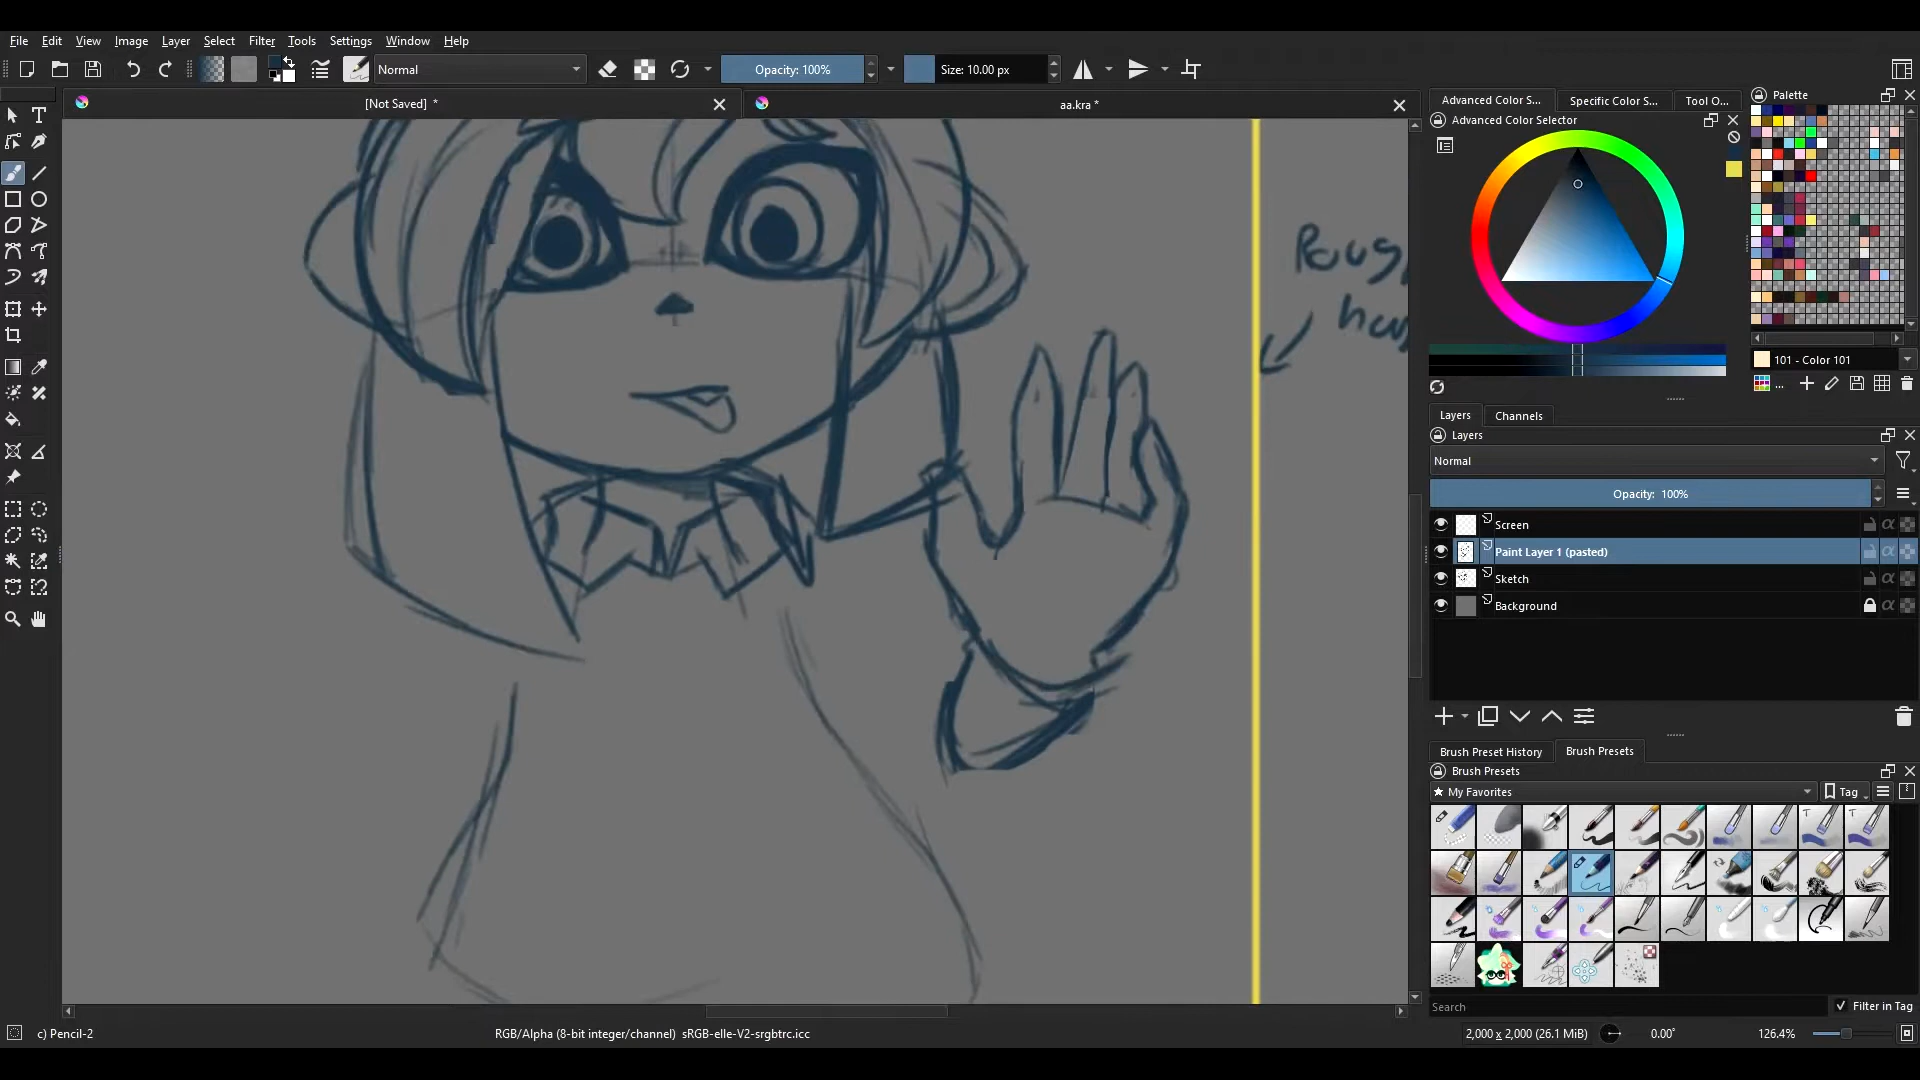 File Edit View Image Layer Select Filter Tools Settings Window Help
Normal
Opacity: 100%
Size: 10.00 px
[Not Saved] *
aa.kra *
Advanced Color S...
Specific Color S...
Tool O...
Palette
Advanced Color Selector
101 - Color 101
...
Layers
Channels
Layers
Normal
Opacity: 100%
Screen
Paint Layer 1 (pasted)
Sketch
Background
Brush Preset History
Brush Presets
Brush Presets
My Favorites
Tag
Search
Filter in Tag
c) Pencil-2
RGB/Alpha (8-bit integer/channel) sRGB-elle-V2-srgbtrc.icc
2,000 x 2,000 (26.1 MiB)
0.00°
126.4%